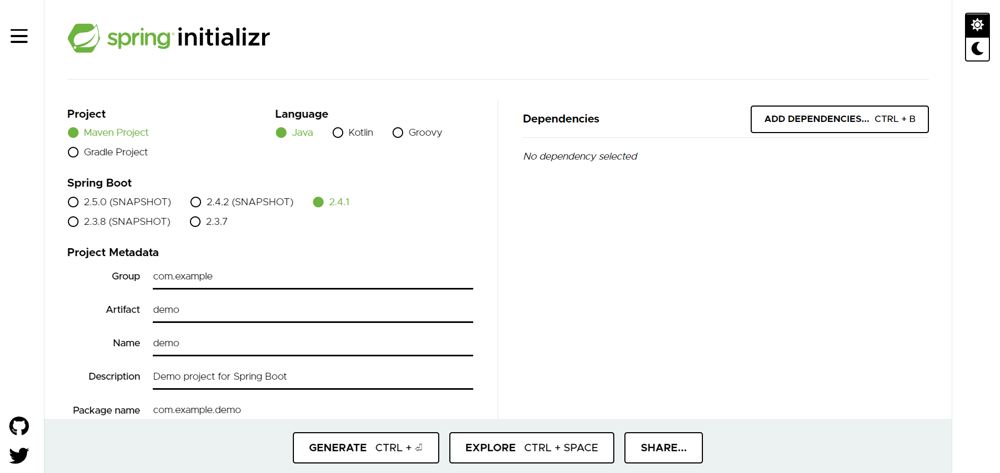 spring initializr
Project
Maven Project
Gradle Project
Language
Java Kotlin Groovy
Spring Boot
2.5.0 (SNAPSHOT) 2.4.2 (SNAPSHOT) 2.4.1
2.3.8 (SNAPSHOT) 2.3.7
Project Metadata
Group com.example
Artifact demo
Name demo
Description Demo project for Spring Boot
Package name com.example.demo
Dependencies
ADD DEPENDENCIES... CTRL + B
No dependency selected
GENERATE CTRL + ⏎
EXPLORE CTRL + SPACE
SHARE...